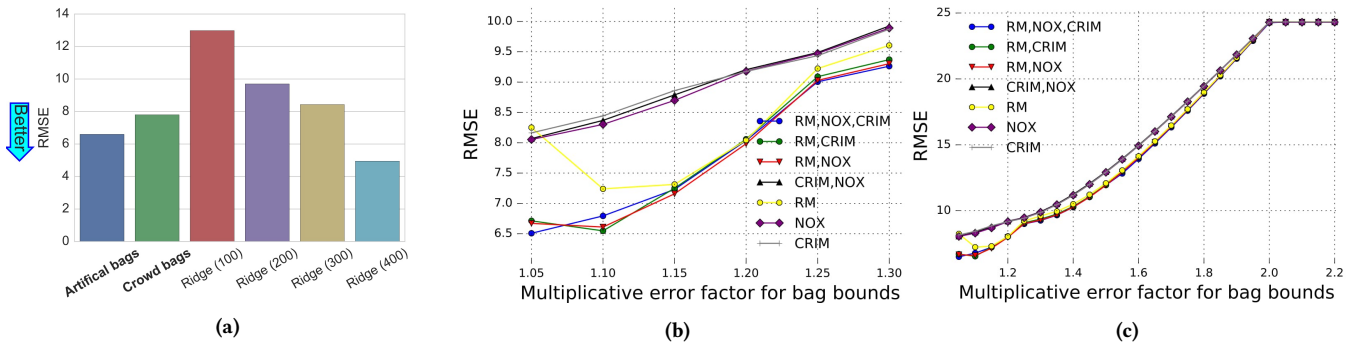 14
12
10
8
6
4
2
0
Better
RMSE
Artifical bags
Crowd bags
Ridge (100)
Ridge (200)
Ridge (300)
Ridge (400)
(a)
10.0
9.5
9.0
8.5
8.0
7.5
7.0
6.5
RMSE
RM,NOX,CRIM
RM,CRIM
RM,NOX
CRIM,NOX
RM
NOX
CRIM
1.05 1.10 1.15 1.20 1.25 1.30
Multiplicative error factor for bag bounds
(b)
25
20
15
10
RMSE
RM,NOX,CRIM
RM,CRIM
RM,NOX
CRIM,NOX
RM
NOX
CRIM
1.2 1.4 1.6 1.8 2.0 2.2
Multiplicative error factor for bag bounds
(c)